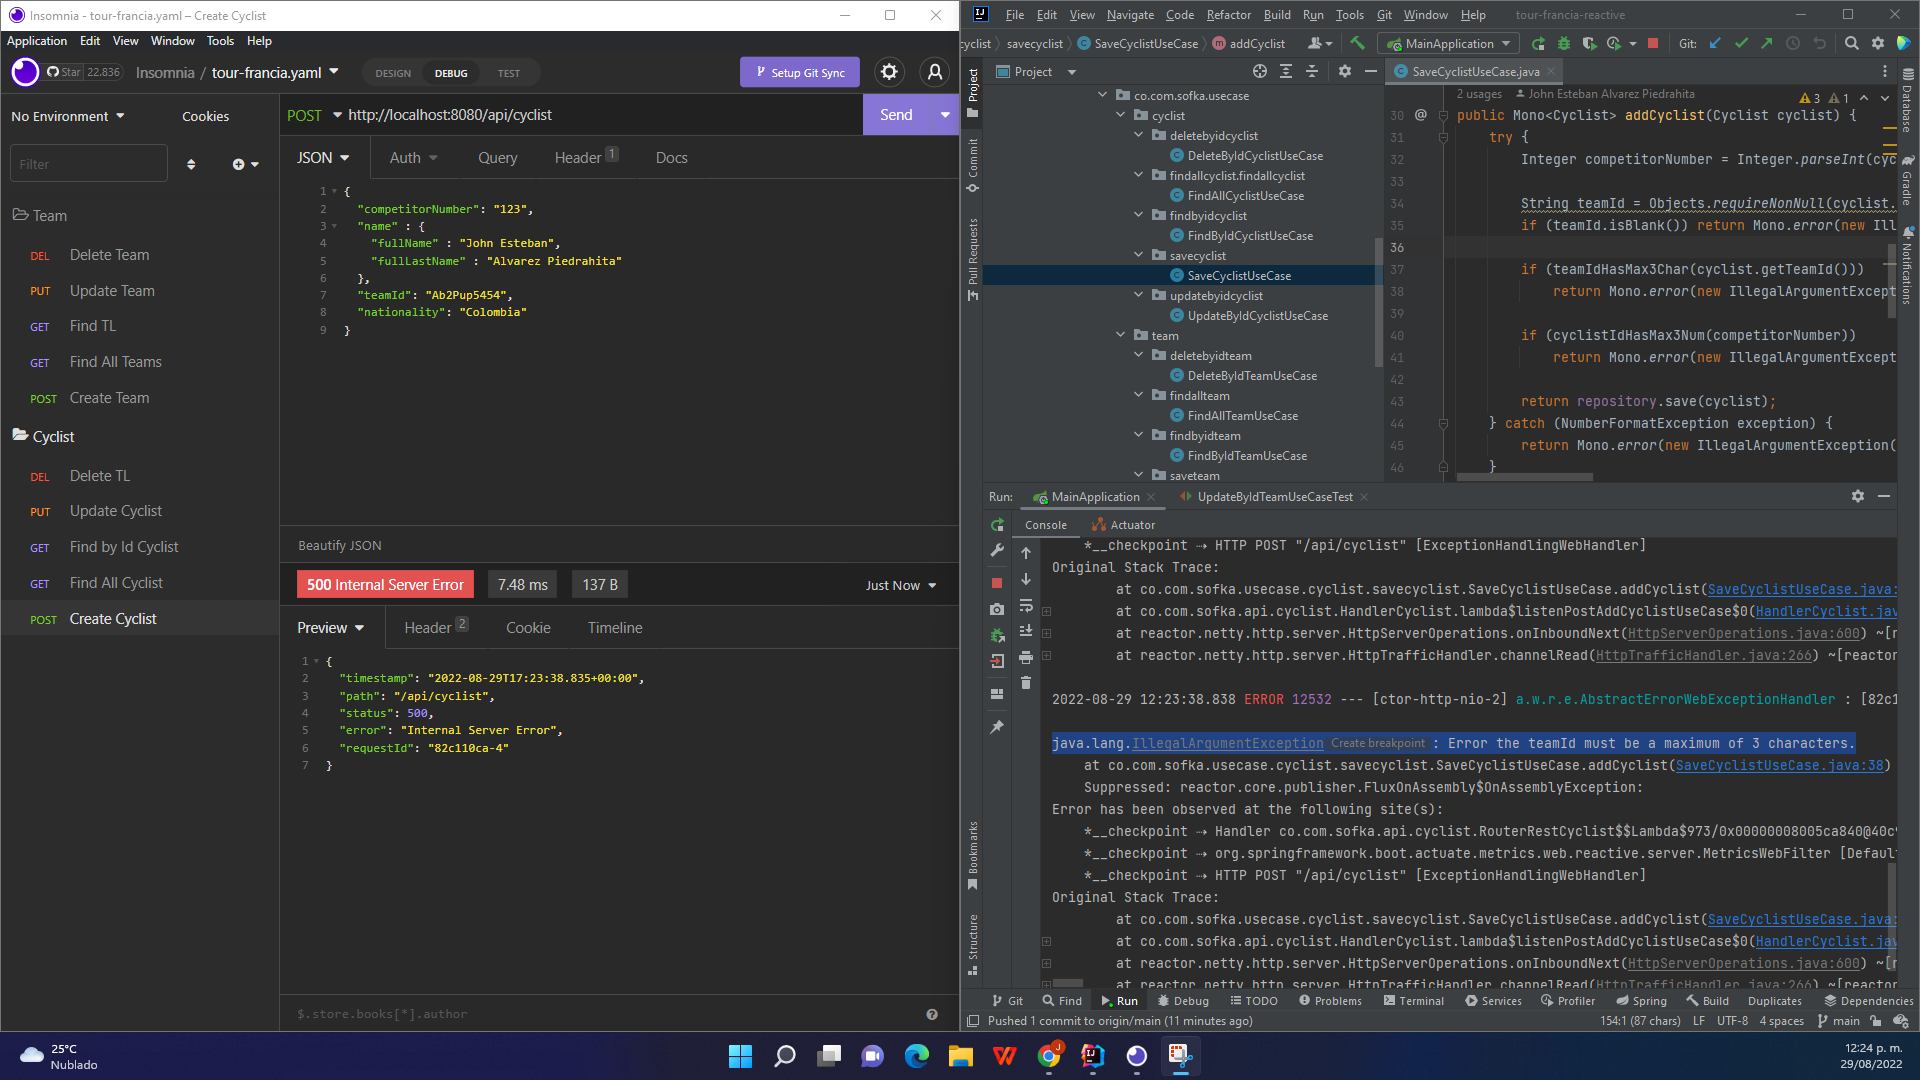 Insomnia - tour-francia.yaml – Create Cyclist
Application Edit View Window Tools Help
Star 22.836
Insomnia / tour-francia.yaml
DESIGN DEBUG TEST
Setup Git Sync
No Environment
Cookies
Filter
Team
DEL Delete Team
PUT Update Team
GET Find TL
GET Find All Teams
POST Create Team
Cyclist
DEL Delete TL
PUT Update Cyclist
GET Find by Id Cyclist
GET Find All Cyclist
POST Create Cyclist
POST http://localhost:8080/api/cyclist
Send
JSON Auth Query Header 1 Docs
1 {
2 "competitorNumber": "123",
3 "name" : {
4 "fullName" : "John Esteban",
5 "fullLastName" : "Alvarez Piedrahita"
6 },
7 "teamId": "Ab2Pup5454",
8 "nationality": "Colombia"
9 }
Beautify JSON
500 Internal Server Error 7.48 ms 137 B Just Now
Preview Header 2 Cookie Timeline
1 {
2 "timestamp": "2022-08-29T17:23:38.835+00:00",
3 "path": "/api/cyclist",
4 "status": 500,
5 "error": "Internal Server Error",
6 "requestId": "82c110ca-4"
7 }
$.store.books[*].author
File Edit View Navigate Code Refactor Build Run Tools Git Window Help tour-francia-reactive
cyclist savecyclist SaveCyclistUseCase addCyclist MainApplication Git:
Project
Commit
Pull Requests
Bookmarks
Structure
Project
co.com.sofka.usecase
cyclist
deletebyidcyclist
DeleteByIdCyclistUseCase
findallcyclist.findallcyclist
FindAllCyclistUseCase
findbyidcyclist
FindByIdCyclistUseCase
savecyclist
SaveCyclistUseCase
updatebyidcyclist
UpdateByIdCyclistUseCase
team
deletebyidteam
DeleteByIdTeamUseCase
findallteam
FindAllTeamUseCase
findbyidteam
FindByIdTeamUseCase
saveteam
SaveCyclistUseCase.java
2 usages John Esteban Alvarez Piedrahita
3 1
30 @ public Mono<Cyclist> addCyclist(Cyclist cyclist) {
31 try {
32 Integer competitorNumber = Integer.parseInt(cyc
33
34 String teamId = Objects.requireNonNull(cyclist.
35 if (teamId.isBlank()) return Mono.error(new Ill
36
37 if (teamIdHasMax3Char(cyclist.getTeamId()))
38 return Mono.error(new IllegalArgumentExcept
39
40 if (cyclistIdHasMax3Num(competitorNumber))
41 return Mono.error(new IllegalArgumentExcept
42
43 return repository.save(cyclist);
44 } catch (NumberFormatException exception) {
45 return Mono.error(new IllegalArgumentException(
46 }
Database
Gradle
Notifications
Run: MainApplication UpdateByIdTeamUseCaseTest
Console Actuator
*__checkpoint ⇢ HTTP POST "/api/cyclist" [ExceptionHandlingWebHandler]
Original Stack Trace:
at co.com.sofka.usecase.cyclist.savecyclist.SaveCyclistUseCase.addCyclist(SaveCyclistUseCase.java:
at co.com.sofka.api.cyclist.HandlerCyclist.lambda$listenPostAddCyclistUseCase$0(HandlerCyclist.jav
at reactor.netty.http.server.HttpServerOperations.onInboundNext(HttpServerOperations.java:600) ~[r
at reactor.netty.http.server.HttpTrafficHandler.channelRead(HttpTrafficHandler.java:266) ~[reactor
2022-08-29 12:23:38.838 ERROR 12532 --- [ctor-http-nio-2] a.w.r.e.AbstractErrorWebExceptionHandler : [82c1
java.lang.IllegalArgumentException Create breakpoint : Error the teamId must be a maximum of 3 characters.
at co.com.sofka.usecase.cyclist.savecyclist.SaveCyclistUseCase.addCyclist(SaveCyclistUseCase.java:38)
Suppressed: reactor.core.publisher.FluxOnAssembly$OnAssemblyException:
Error has been observed at the following site(s):
*__checkpoint ⇢ Handler co.com.sofka.api.cyclist.RouterRestCyclist$$Lambda$973/0x00000008005ca840@40c
*__checkpoint ⇢ org.springframework.boot.actuate.metrics.web.reactive.server.MetricsWebFilter [Defaul
*__checkpoint ⇢ HTTP POST "/api/cyclist" [ExceptionHandlingWebHandler]
Original Stack Trace:
at co.com.sofka.usecase.cyclist.savecyclist.SaveCyclistUseCase.addCyclist(SaveCyclistUseCase.java
at co.com.sofka.api.cyclist.HandlerCyclist.lambda$listenPostAddCyclistUseCase$0(HandlerCyclist.jav
at reactor.netty.http.server.HttpServerOperations.onInboundNext(HttpServerOperations.java:600) ~[r
at reactor.netty.http.server.HttpTrafficHandler.channelRead(HttpTrafficHandler.java:266) ~[reactor
Git Find Run Debug TODO Problems Terminal Services Profiler Spring Build Duplicates Dependencies
Pushed 1 commit to origin/main (11 minutes ago) 154:1 (87 chars) LF UTF-8 4 spaces main
25°C
Nublado
12:24 p. m.
29/08/2022